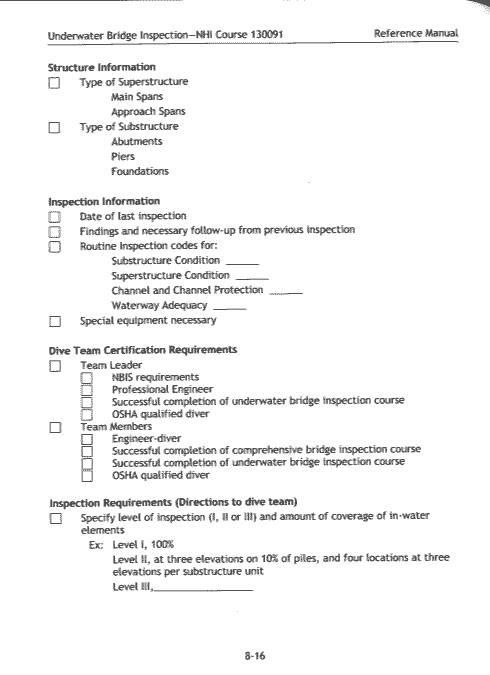 Underwater Bridge Inspection—NHI Course 130091 Reference Manual
Structure Information
Type of Superstructure
Main Spans
Approach Spans
Type of Substructure
Abutments
Piers
Foundations
Inspection Information
Date of last inspection
Findings and necessary follow-up from previous inspection
Routine inspection codes for:
Substructure Condition ______
Superstructure Condition ______
Channel and Channel Protection ______
Waterway Adequacy ______
Special equipment necessary
Dive Team Certification Requirements
Team Leader
NBIS requirements
Professional Engineer
Successful completion of underwater bridge inspection course
OSHA qualified diver
Team Members
Engineer-diver
Successful completion of comprehensive bridge inspection course
Successful completion of underwater bridge inspection course
OSHA qualified diver
Inspection Requirements (Directions to dive team)
Specify level of inspection (I, II or III) and amount of coverage of in-water
elements
Ex: Level I, 100%
Level II, at three elevations on 10% of piles, and four locations at three
elevations per substructure unit
Level III,__________________
8-16